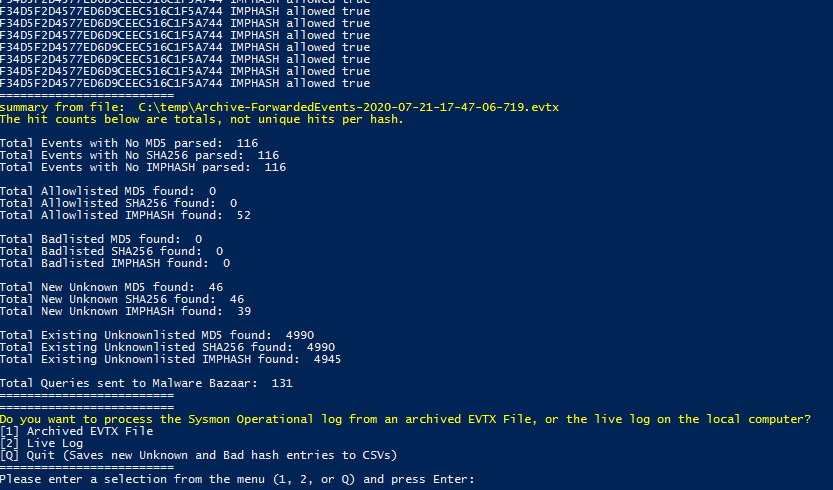 F34D5F2D4577ED6D9CEEC516C1F5A744 IMPHASH allowed true
F34D5F2D4577ED6D9CEEC516C1F5A744 IMPHASH allowed true
F34D5F2D4577ED6D9CEEC516C1F5A744 IMPHASH allowed true
F34D5F2D4577ED6D9CEEC516C1F5A744 IMPHASH allowed true
F34D5F2D4577ED6D9CEEC516C1F5A744 IMPHASH allowed true
F34D5F2D4577ED6D9CEEC516C1F5A744 IMPHASH allowed true
F34D5F2D4577ED6D9CEEC516C1F5A744 IMPHASH allowed true
F34D5F2D4577ED6D9CEEC516C1F5A744 IMPHASH allowed true
=========================
summary from file:  C:\temp\Archive-ForwardedEvents-2020-07-21-17-47-06-719.evtx
The hit counts below are totals, not unique hits per hash.
Total Events with No MD5 parsed:  116
Total Events with No SHA256 parsed:  116
Total Events with No IMPHASH parsed:  116
Total Allowlisted MD5 found:  0
Total Allowlisted SHA256 found:  0
Total Allowlisted IMPHASH found:  52
Total Badlisted MD5 found:  0
Total Badlisted SHA256 found:  0
Total Badlisted IMPHASH found:  0
Total New Unknown MD5 found:  46
Total New Unknown SHA256 found:  46
Total New Unknown IMPHASH found:  39
Total Existing Unknownlisted MD5 found:  4990
Total Existing Unknownlisted SHA256 found:  4990
Total Existing Unknownlisted IMPHASH found:  4945
Total Queries sent to Malware Bazaar:  131
=========================
=========================
Do you want to process the Sysmon Operational log from an archived EVTX File, or the live log on the local computer?
[1] Archived EVTX File
[2] Live Log
[Q] Quit (Saves new Unknown and Bad hash entries to CSVs)
=========================
Please enter a selection from the menu (1, 2, or Q) and press Enter: